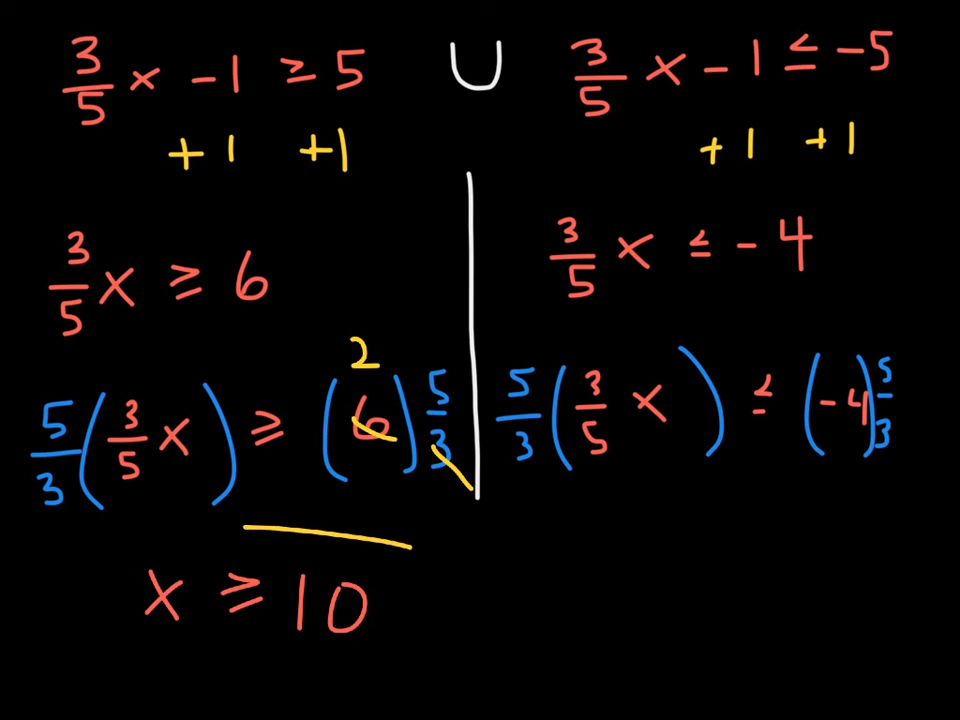 3/5 x - 1 ≥ 5 ∪ 3/5 x - 1 ≤ -5
+1 +1 +1 +1
3/5 x ≥ 6 3/5 x ≤ -4
2
5/3 (3/5 x) ≥ (6) 5/3 5/3 (3/5 x) ≤ (-4) 5/3
x ≥ 10